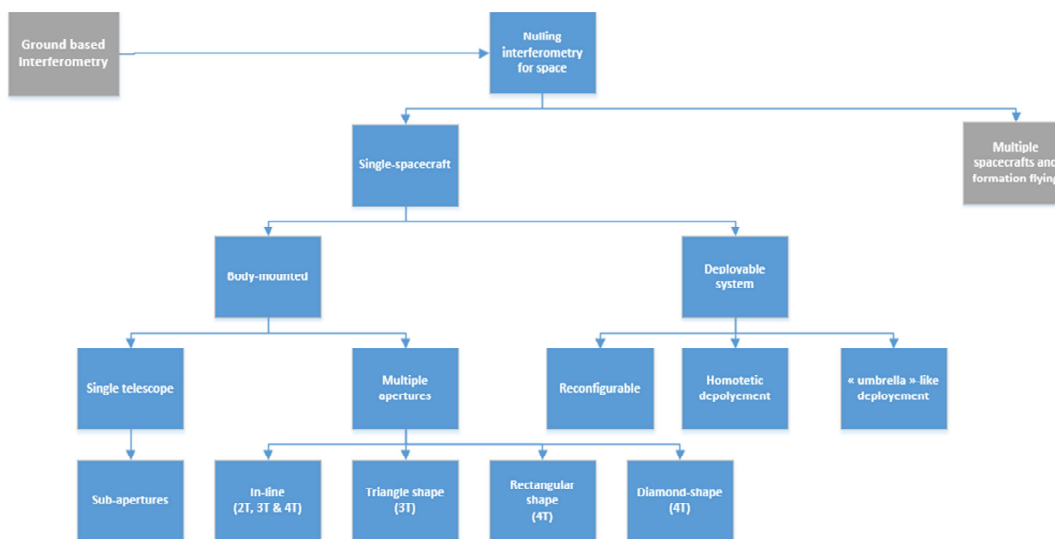 Ground based
Interferometry
Nulling
interferometry
for space
Single-spacecraft
Multiple
spacecrafts and
formation flying
Body-mounted
Deployable
system
Single telescope
Multiple
apertures
Reconfigurable
Homotetic
depolyement
« umbrella »-like
deployement
Sub-apertures
In-line
(2T, 3T & 4T)
Triangle shape
(3T)
Rectangular
shape
(4T)
Diamond-shape
(4T)